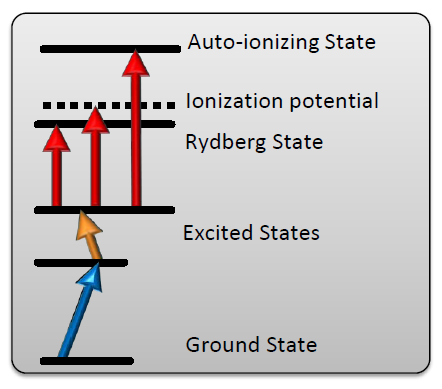 Auto-ionizing State
Ionization potential
Rydberg State
Excited States
Ground State